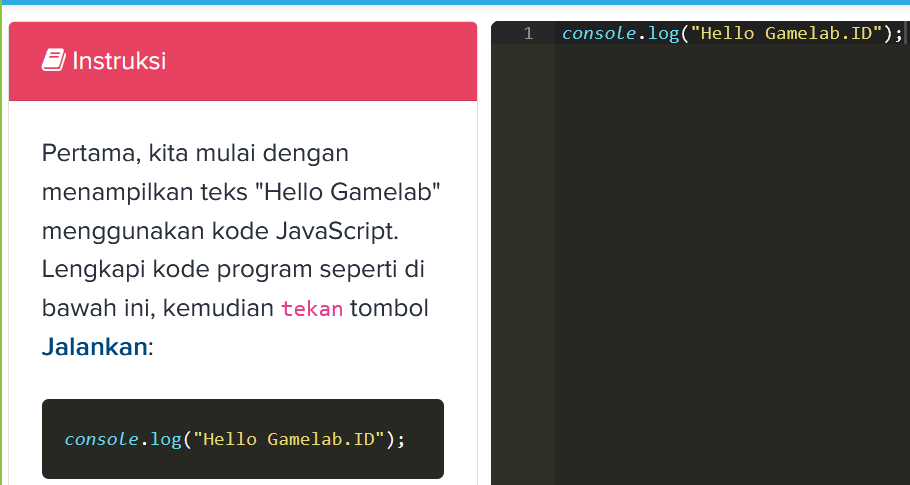 Instruksi
Pertama, kita mulai dengan
menampilkan teks "Hello Gamelab"
menggunakan kode JavaScript.
Lengkapi kode program seperti di
bawah ini, kemudian tekan tombol
Jalankan:
console.log("Hello Gamelab.ID");
1 console.log("Hello Gamelab.ID");